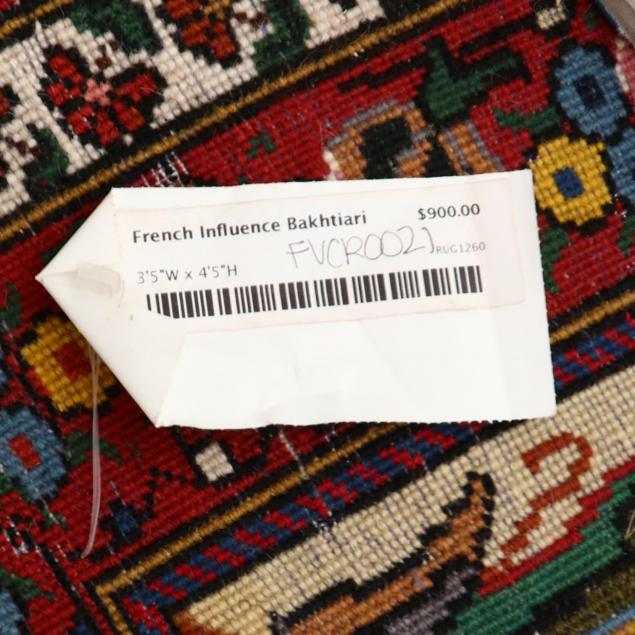 French Influence Bakhtiari $900.00
FVCR0021 RUG1260
3'5"W x 4'5"H